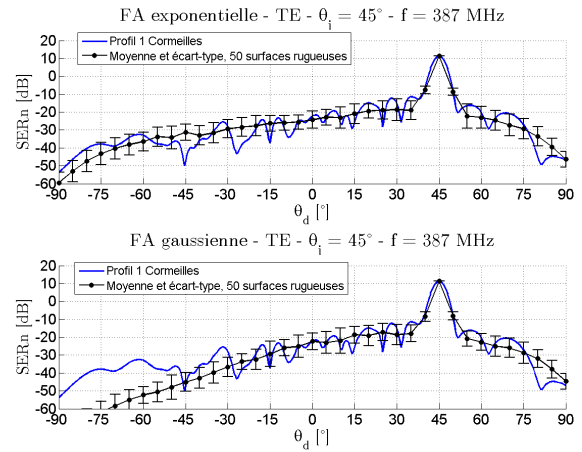 FA exponentielle - TE - θi = 45° - f = 387 MHz
SERn [dB]
20
10
0
-10
-20
-30
-40
-50
-60
Profil 1 Cormeilles
Moyenne et écart-type, 50 surfaces rugueuses
-90 -75 -60 -45 -30 -15 0 15 30 45 60 75 90
θd [°]
FA gaussienne - TE - θi = 45° - f = 387 MHz
SERn [dB]
20
10
0
-10
-20
-30
-40
-50
-60
Profil 1 Cormeilles
Moyenne et écart-type, 50 surfaces rugueuses
-90 -75 -60 -45 -30 -15 0 15 30 45 60 75 90
θd [°]